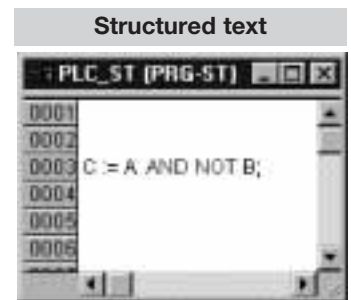 Structured text
PLC_ST (PRG-ST)
0001
0002
0003 C := A AND NOT B;
0004
0005
0006